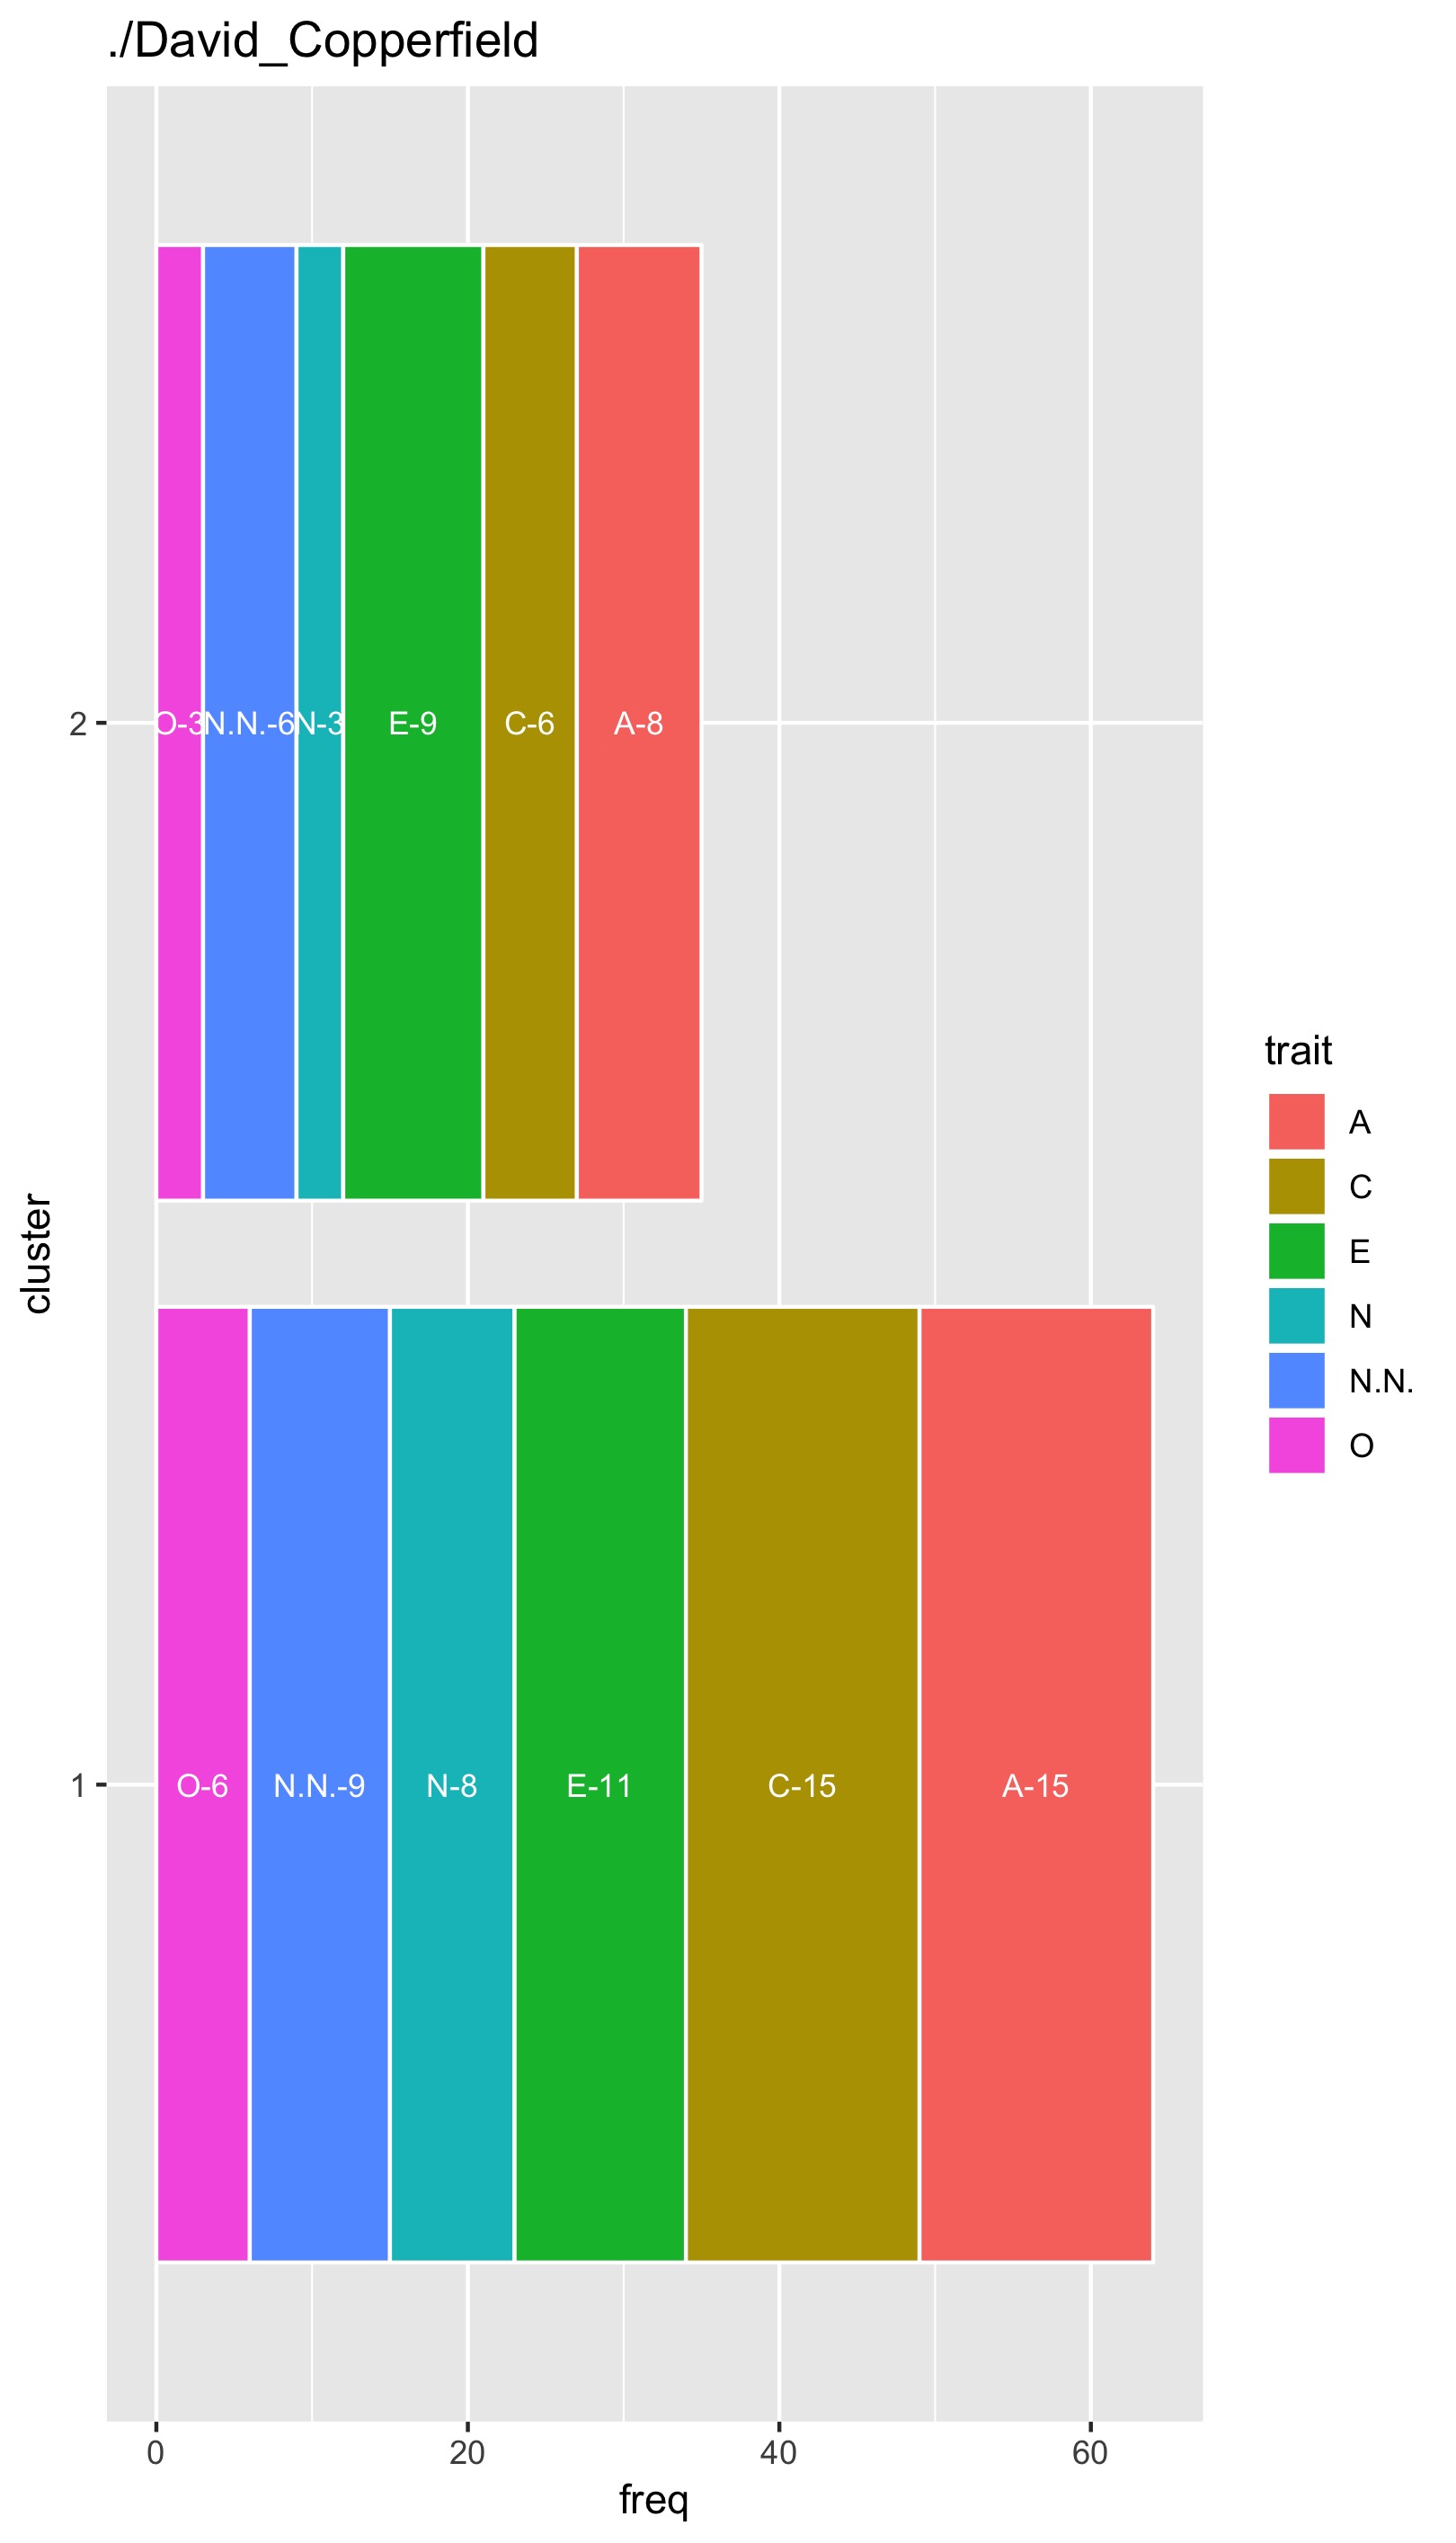 ./David_Copperfield
2
O-3 N.N.-6 N-3 E-9 C-6 A-8
cluster
1
O-6 N.N.-9 N-8 E-11 C-15 A-15
0 20 40 60
freq
trait
A
C
E
N
N.N.
O